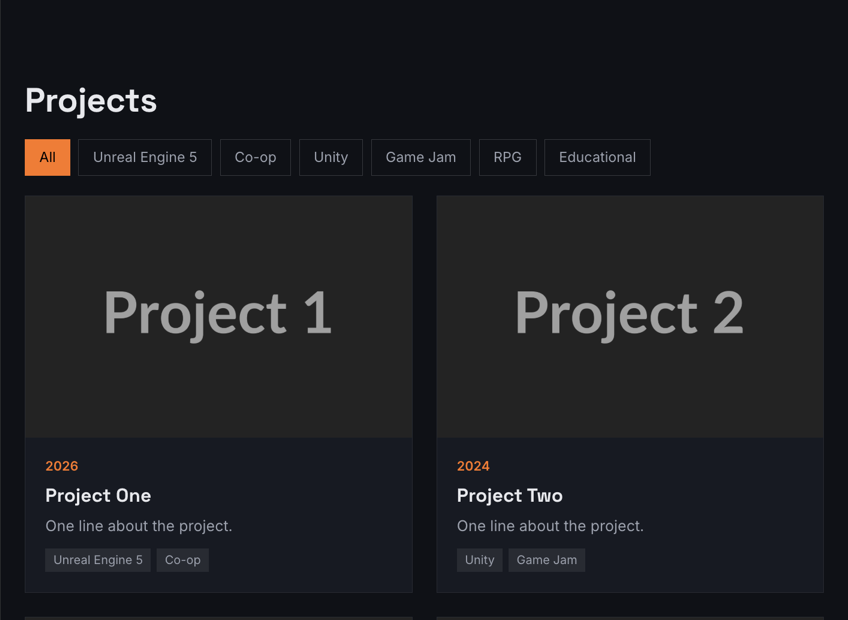 Projects
All
Unreal Engine 5
Co-op
Unity
Game Jam
RPG
Educational
Project 1
2026
Project One
One line about the project.
Unreal Engine 5
Co-op
Project 2
2024
Project Two
One line about the project.
Unity
Game Jam